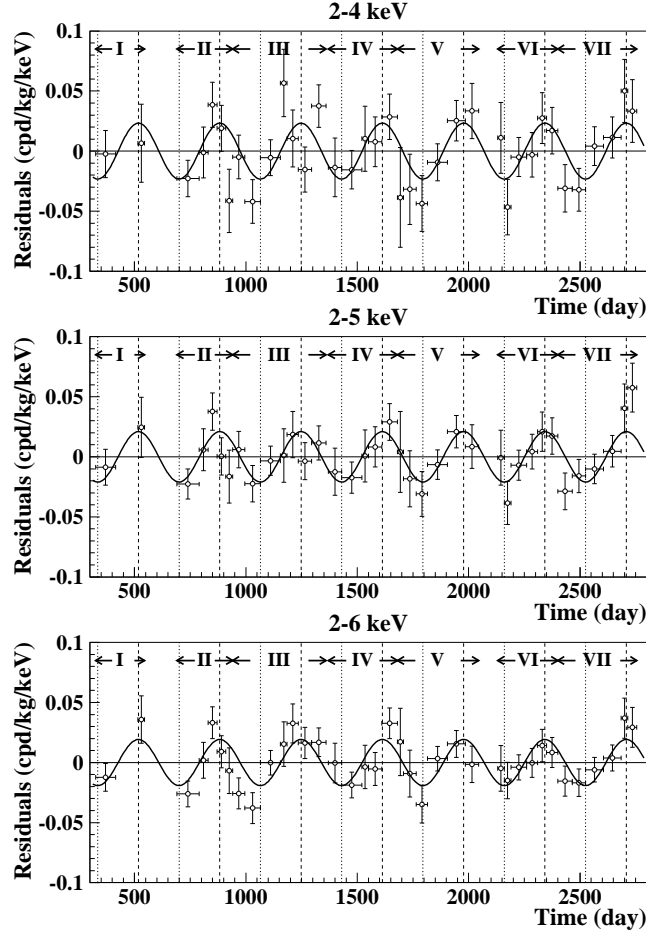 2-4 keV
Residuals (cpd/kg/keV)
0.1
0.05
0
-0.05
-0.1
I II III IV V VI VII
500 1000 1500 2000 2500
Time (day)
2-5 keV
Residuals (cpd/kg/keV)
0.1
0.05
0
-0.05
-0.1
I II III IV V VI VII
500 1000 1500 2000 2500
Time (day)
2-6 keV
Residuals (cpd/kg/keV)
0.1
0.05
0
-0.05
-0.1
I II III IV V VI VII
500 1000 1500 2000 2500
Time (day)